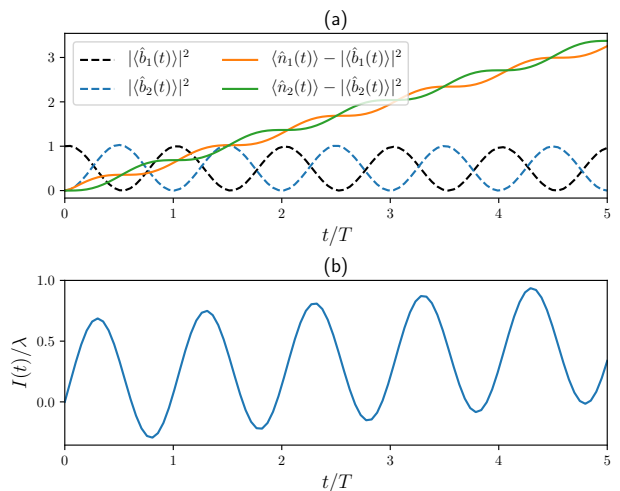 (a)
|⟨b̂₁(t)⟩|² ⟨n̂₁(t)⟩ − |⟨b̂₁(t)⟩|²
|⟨b̂₂(t)⟩|² ⟨n̂₂(t)⟩ − |⟨b̂₂(t)⟩|²
3
2
1
0
0 1 2 3 4 5
t/T
(b)
I(t)/λ
1.0
0.5
0.0
0 1 2 3 4 5
t/T